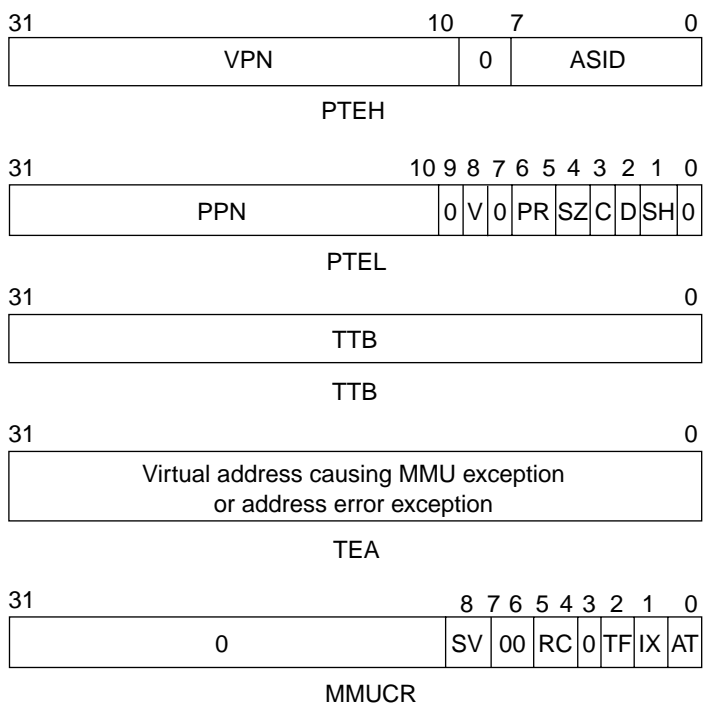 31 10 7 0
VPN 0 ASID
PTEH
31 10 9 8 7 6 5 4 3 2 1 0
PPN 0 V 0 PR SZ C D SH 0
PTEL
31 0
TTB
TTB
31 0
Virtual address causing MMU exception
or address error exception
TEA
31 8 7 6 5 4 3 2 1 0
0 SV 00 RC 0 TF IX AT
MMUCR